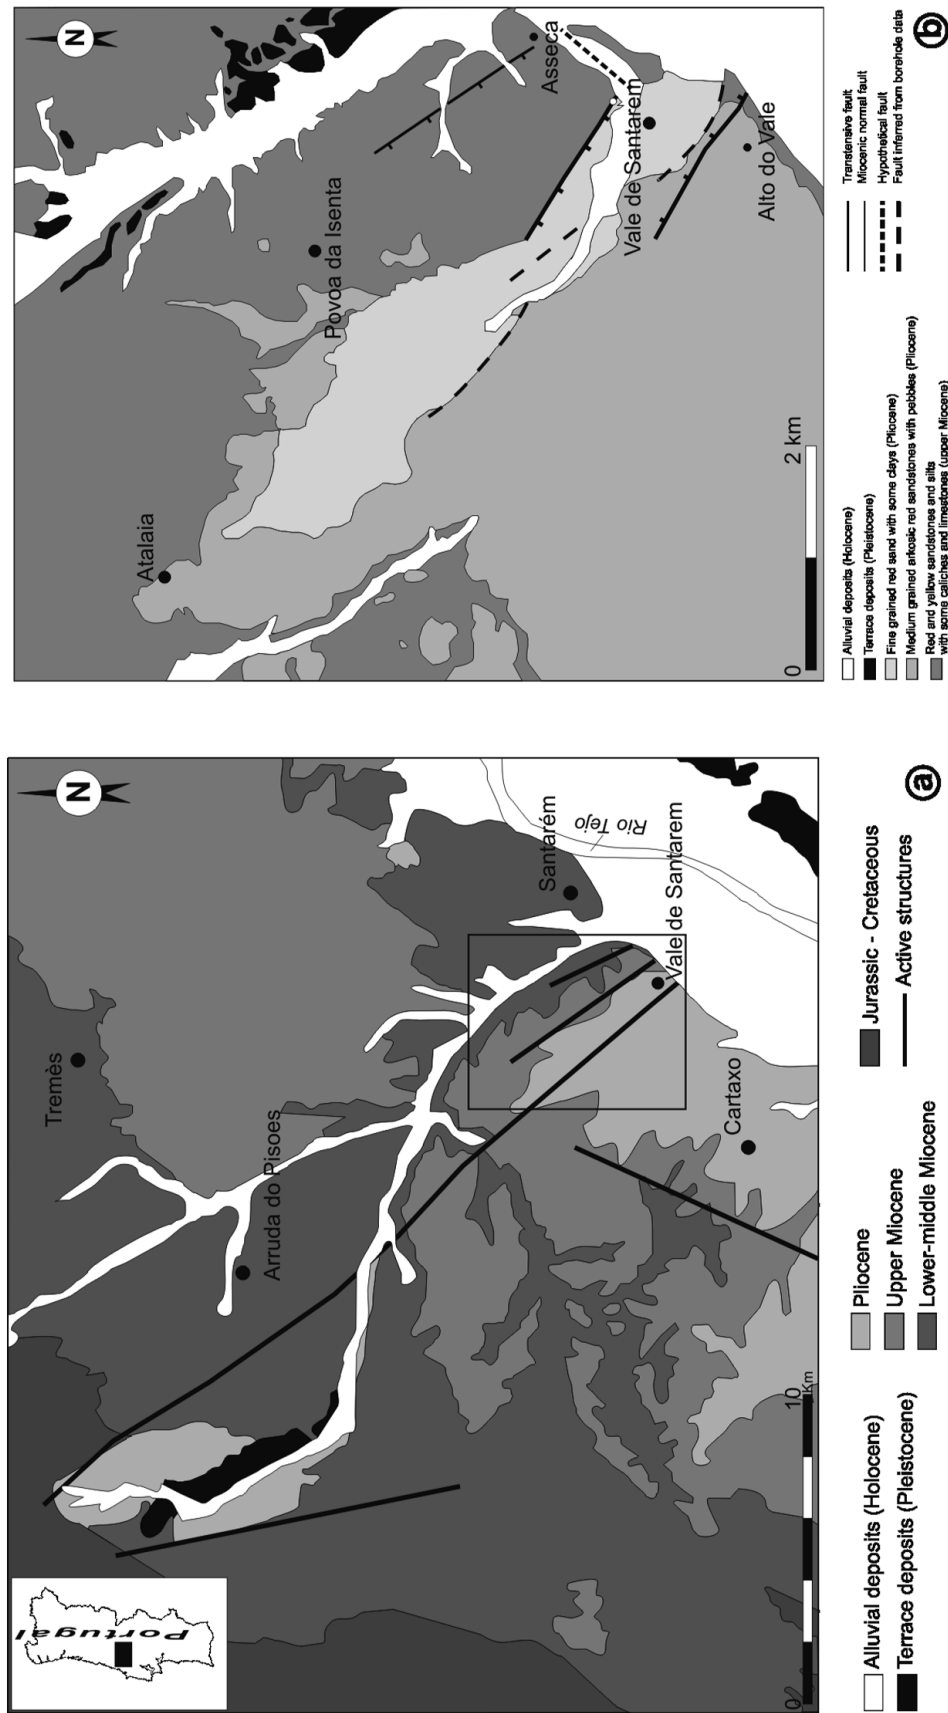 Portugal
N
Tremès
Arruda do Pisoes
Santarém
Rio Tejo
Vale de Santarem
Cartaxo
0
10
Km
Alluvial deposits (Holocene)
Terrace deposits (Pleistocene)
Pliocene
Upper Miocene
Lower-middle Miocene
Jurassic - Cretaceous
Active structures
a
N
Atalaia
Povoa da Isenta
Asseca
Vale de Santarem
Alto do Vale
0
2 km
Alluvial deposits (Holocene)
Terrace deposits (Pleistocene)
Fine grained red sand with some clays (Pliocene)
Medium grained arkosic red sandstones with pebbles (Pliocene)
Red and yellow sandstones and silts
with some caliches and limestones (upper Miocene)
Transtensive fault
Miocenic normal fault
Hypothetical fault
Fault inferred from borehole data
b